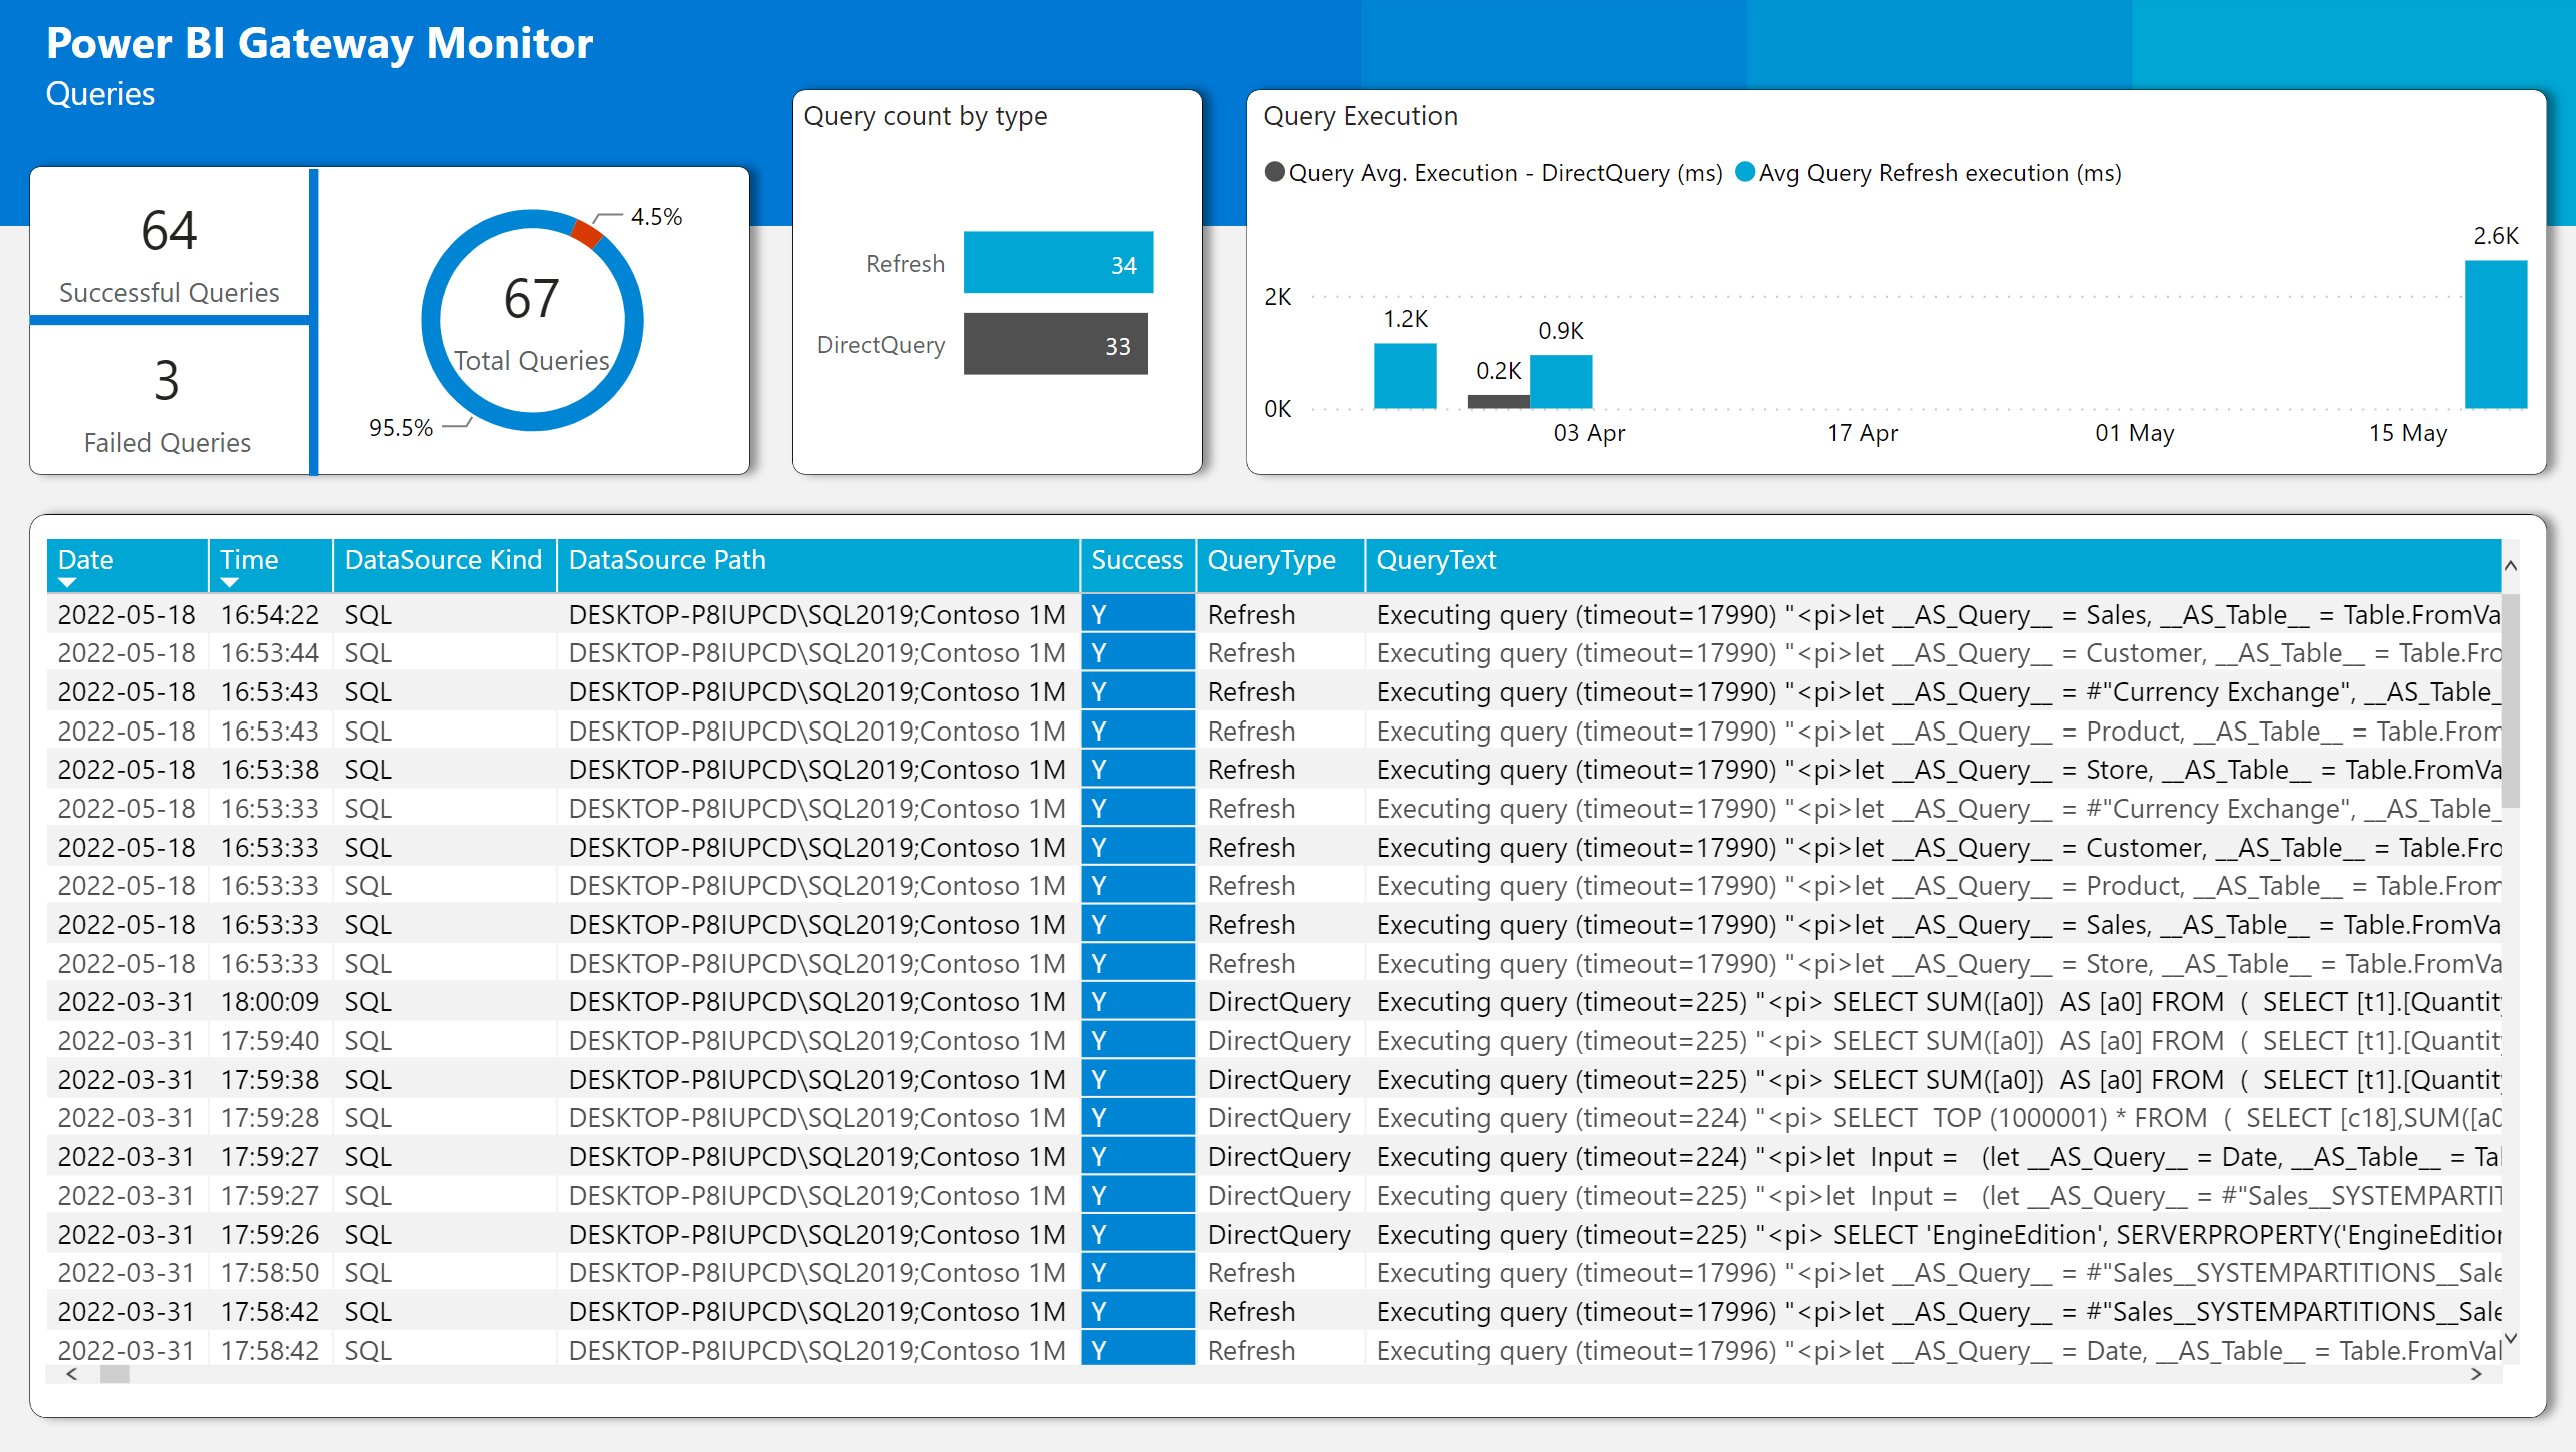 Power BI Gateway Monitor
Queries
64
Successful Queries
3
Failed Queries
4.5%
67
Total Queries
95.5%
Query count by type
Refresh 34
DirectQuery 33
Query Execution
Query Avg. Execution - DirectQuery (ms) Avg Query Refresh execution (ms)
2.6K
2K
1.2K
0.9K
0.2K
0K
03 Apr 17 Apr 01 May 15 May
Date Time DataSource Kind DataSource Path Success QueryType QueryText
2022-05-18 16:54:22 SQL DESKTOP-P8IUPCD\SQL2019;Contoso 1M Y Refresh Executing query (timeout=17990) "<pi>let __AS_Query__ = Sales, __AS_Table__ = Table.FromVa
2022-05-18 16:53:44 SQL DESKTOP-P8IUPCD\SQL2019;Contoso 1M Y Refresh Executing query (timeout=17990) "<pi>let __AS_Query__ = Customer, __AS_Table__ = Table.Fro
2022-05-18 16:53:43 SQL DESKTOP-P8IUPCD\SQL2019;Contoso 1M Y Refresh Executing query (timeout=17990) "<pi>let __AS_Query__ = #"Currency Exchange", __AS_Table_
2022-05-18 16:53:43 SQL DESKTOP-P8IUPCD\SQL2019;Contoso 1M Y Refresh Executing query (timeout=17990) "<pi>let __AS_Query__ = Product, __AS_Table__ = Table.From
2022-05-18 16:53:38 SQL DESKTOP-P8IUPCD\SQL2019;Contoso 1M Y Refresh Executing query (timeout=17990) "<pi>let __AS_Query__ = Store, __AS_Table__ = Table.FromVa
2022-05-18 16:53:33 SQL DESKTOP-P8IUPCD\SQL2019;Contoso 1M Y Refresh Executing query (timeout=17990) "<pi>let __AS_Query__ = #"Currency Exchange", __AS_Table_
2022-05-18 16:53:33 SQL DESKTOP-P8IUPCD\SQL2019;Contoso 1M Y Refresh Executing query (timeout=17990) "<pi>let __AS_Query__ = Customer, __AS_Table__ = Table.Fro
2022-05-18 16:53:33 SQL DESKTOP-P8IUPCD\SQL2019;Contoso 1M Y Refresh Executing query (timeout=17990) "<pi>let __AS_Query__ = Product, __AS_Table__ = Table.From
2022-05-18 16:53:33 SQL DESKTOP-P8IUPCD\SQL2019;Contoso 1M Y Refresh Executing query (timeout=17990) "<pi>let __AS_Query__ = Sales, __AS_Table__ = Table.FromVa
2022-05-18 16:53:33 SQL DESKTOP-P8IUPCD\SQL2019;Contoso 1M Y Refresh Executing query (timeout=17990) "<pi>let __AS_Query__ = Store, __AS_Table__ = Table.FromVa
2022-03-31 18:00:09 SQL DESKTOP-P8IUPCD\SQL2019;Contoso 1M Y DirectQuery Executing query (timeout=225) "<pi> SELECT SUM([a0]) AS [a0] FROM ( SELECT [t1].[Quantity
2022-03-31 17:59:40 SQL DESKTOP-P8IUPCD\SQL2019;Contoso 1M Y DirectQuery Executing query (timeout=225) "<pi> SELECT SUM([a0]) AS [a0] FROM ( SELECT [t1].[Quantity
2022-03-31 17:59:38 SQL DESKTOP-P8IUPCD\SQL2019;Contoso 1M Y DirectQuery Executing query (timeout=225) "<pi> SELECT SUM([a0]) AS [a0] FROM ( SELECT [t1].[Quantity
2022-03-31 17:59:28 SQL DESKTOP-P8IUPCD\SQL2019;Contoso 1M Y DirectQuery Executing query (timeout=224) "<pi> SELECT TOP (1000001) * FROM ( SELECT [c18],SUM([a0
2022-03-31 17:59:27 SQL DESKTOP-P8IUPCD\SQL2019;Contoso 1M Y DirectQuery Executing query (timeout=224) "<pi>let Input = (let __AS_Query__ = Date, __AS_Table__ = Tal
2022-03-31 17:59:27 SQL DESKTOP-P8IUPCD\SQL2019;Contoso 1M Y DirectQuery Executing query (timeout=225) "<pi>let Input = (let __AS_Query__ = #"Sales__SYSTEMPARTIT
2022-03-31 17:59:26 SQL DESKTOP-P8IUPCD\SQL2019;Contoso 1M Y DirectQuery Executing query (timeout=225) "<pi> SELECT 'EngineEdition', SERVERPROPERTY('EngineEdition
2022-03-31 17:58:50 SQL DESKTOP-P8IUPCD\SQL2019;Contoso 1M Y Refresh Executing query (timeout=17996) "<pi>let __AS_Query__ = #"Sales__SYSTEMPARTITIONS__Sale
2022-03-31 17:58:42 SQL DESKTOP-P8IUPCD\SQL2019;Contoso 1M Y Refresh Executing query (timeout=17996) "<pi>let __AS_Query__ = #"Sales__SYSTEMPARTITIONS__Sale
2022-03-31 17:58:42 SQL DESKTOP-P8IUPCD\SQL2019;Contoso 1M Y Refresh Executing query (timeout=17996) "<pi>let __AS_Query__ = Date, __AS_Table__ = Table.FromVal